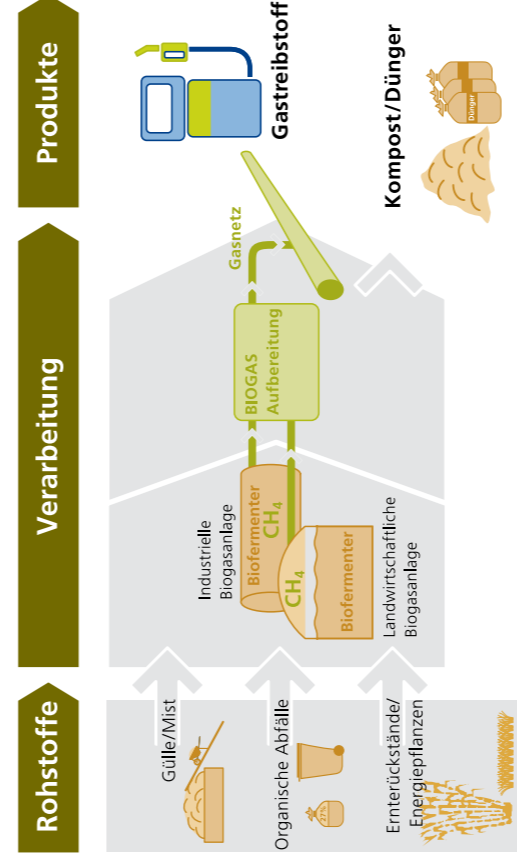 Rohstoffe
Verarbeitung
Produkte
Gülle/Mist
Organische Abfälle
27%
Ernterückstände/
Energiepflanzen
Industrielle
Biogasanlage
Biofermenter
CH4
CH4
Biofermenter
Landwirtschaftliche
Biogasanlage
BIOGAS
Aufbereitung
Gasnetz
Gastreibstoff
Kompost/Dünger
Dünger